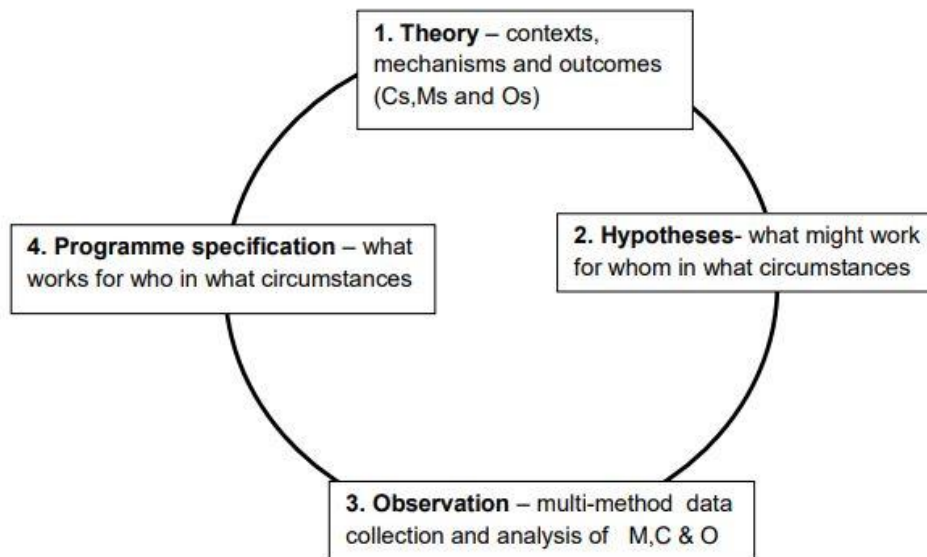 1. Theory – contexts,
mechanisms and outcomes
(Cs,Ms and Os)
2. Hypotheses- what might work
for whom in what circumstances
3. Observation – multi-method data
collection and analysis of M,C & O
4. Programme specification – what
works for who in what circumstances